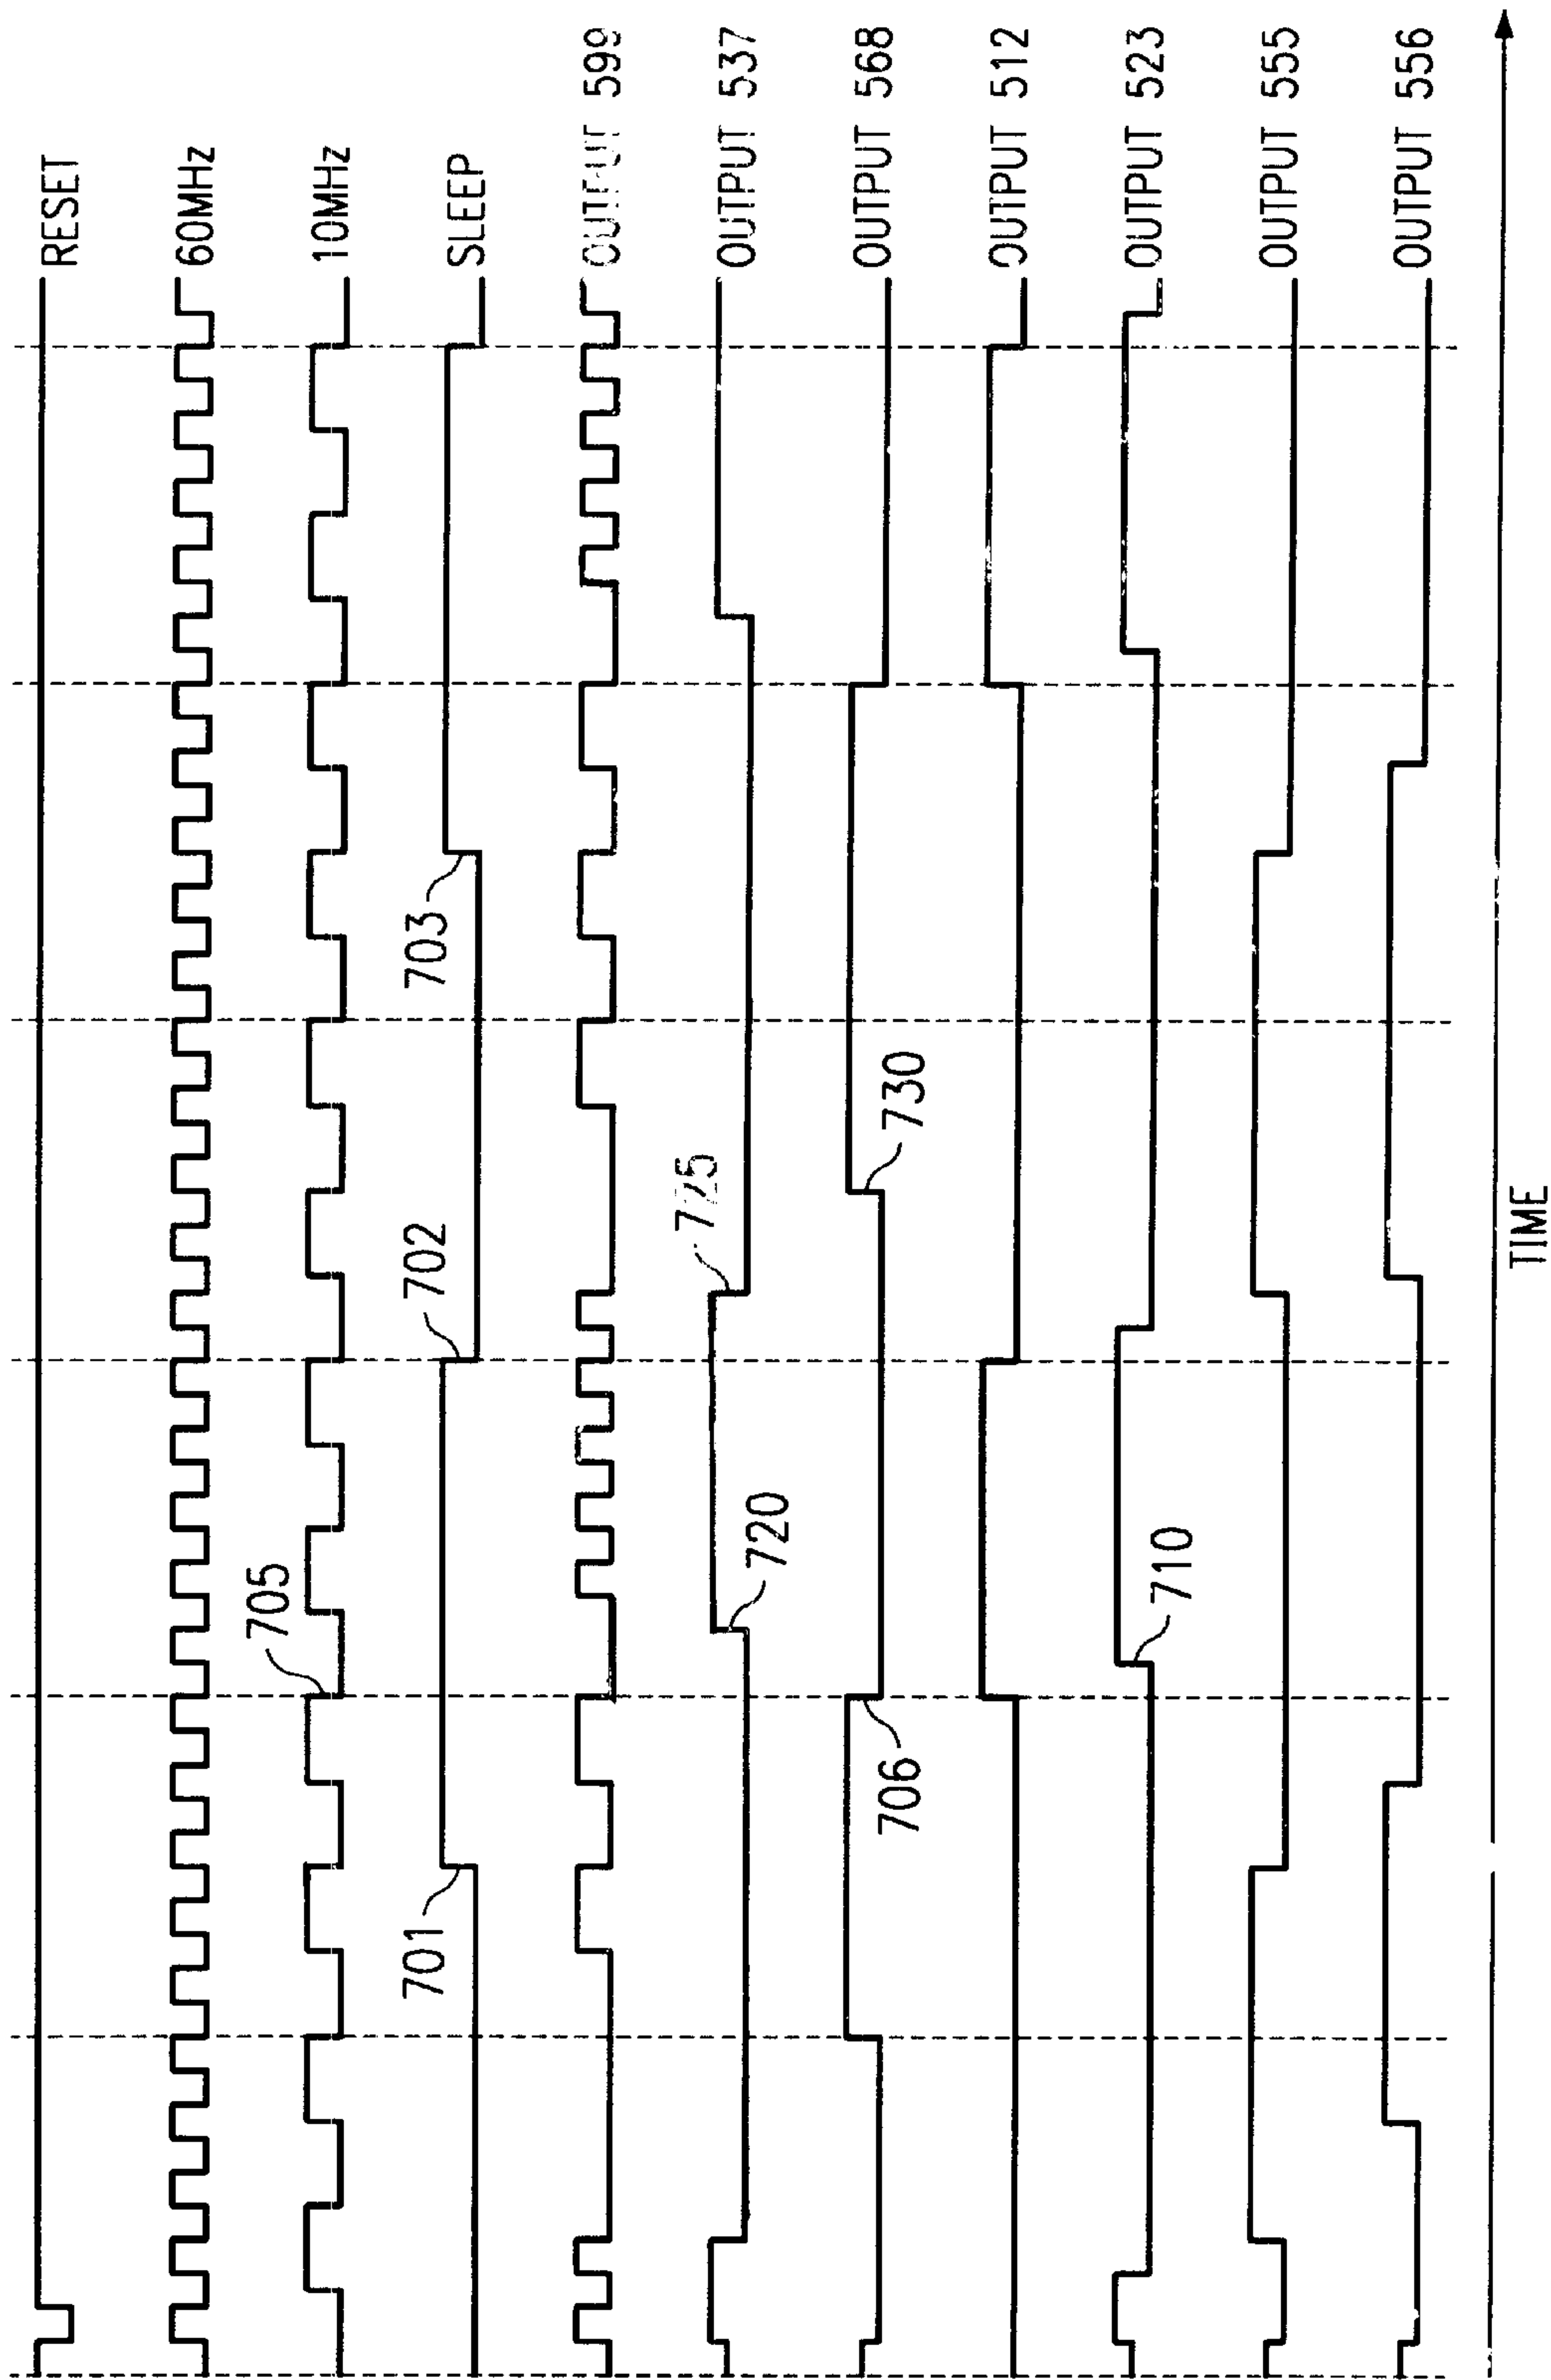 RESET
60MHz
10MHz
SLEEP
OUTPUT 599
OUTPUT 537
OUTPUT 568
OUTPUT 512
OUTPUT 523
OUTPUT 555
OUTPUT 556
705
701
702
703
720
725
706
730
710
TIME